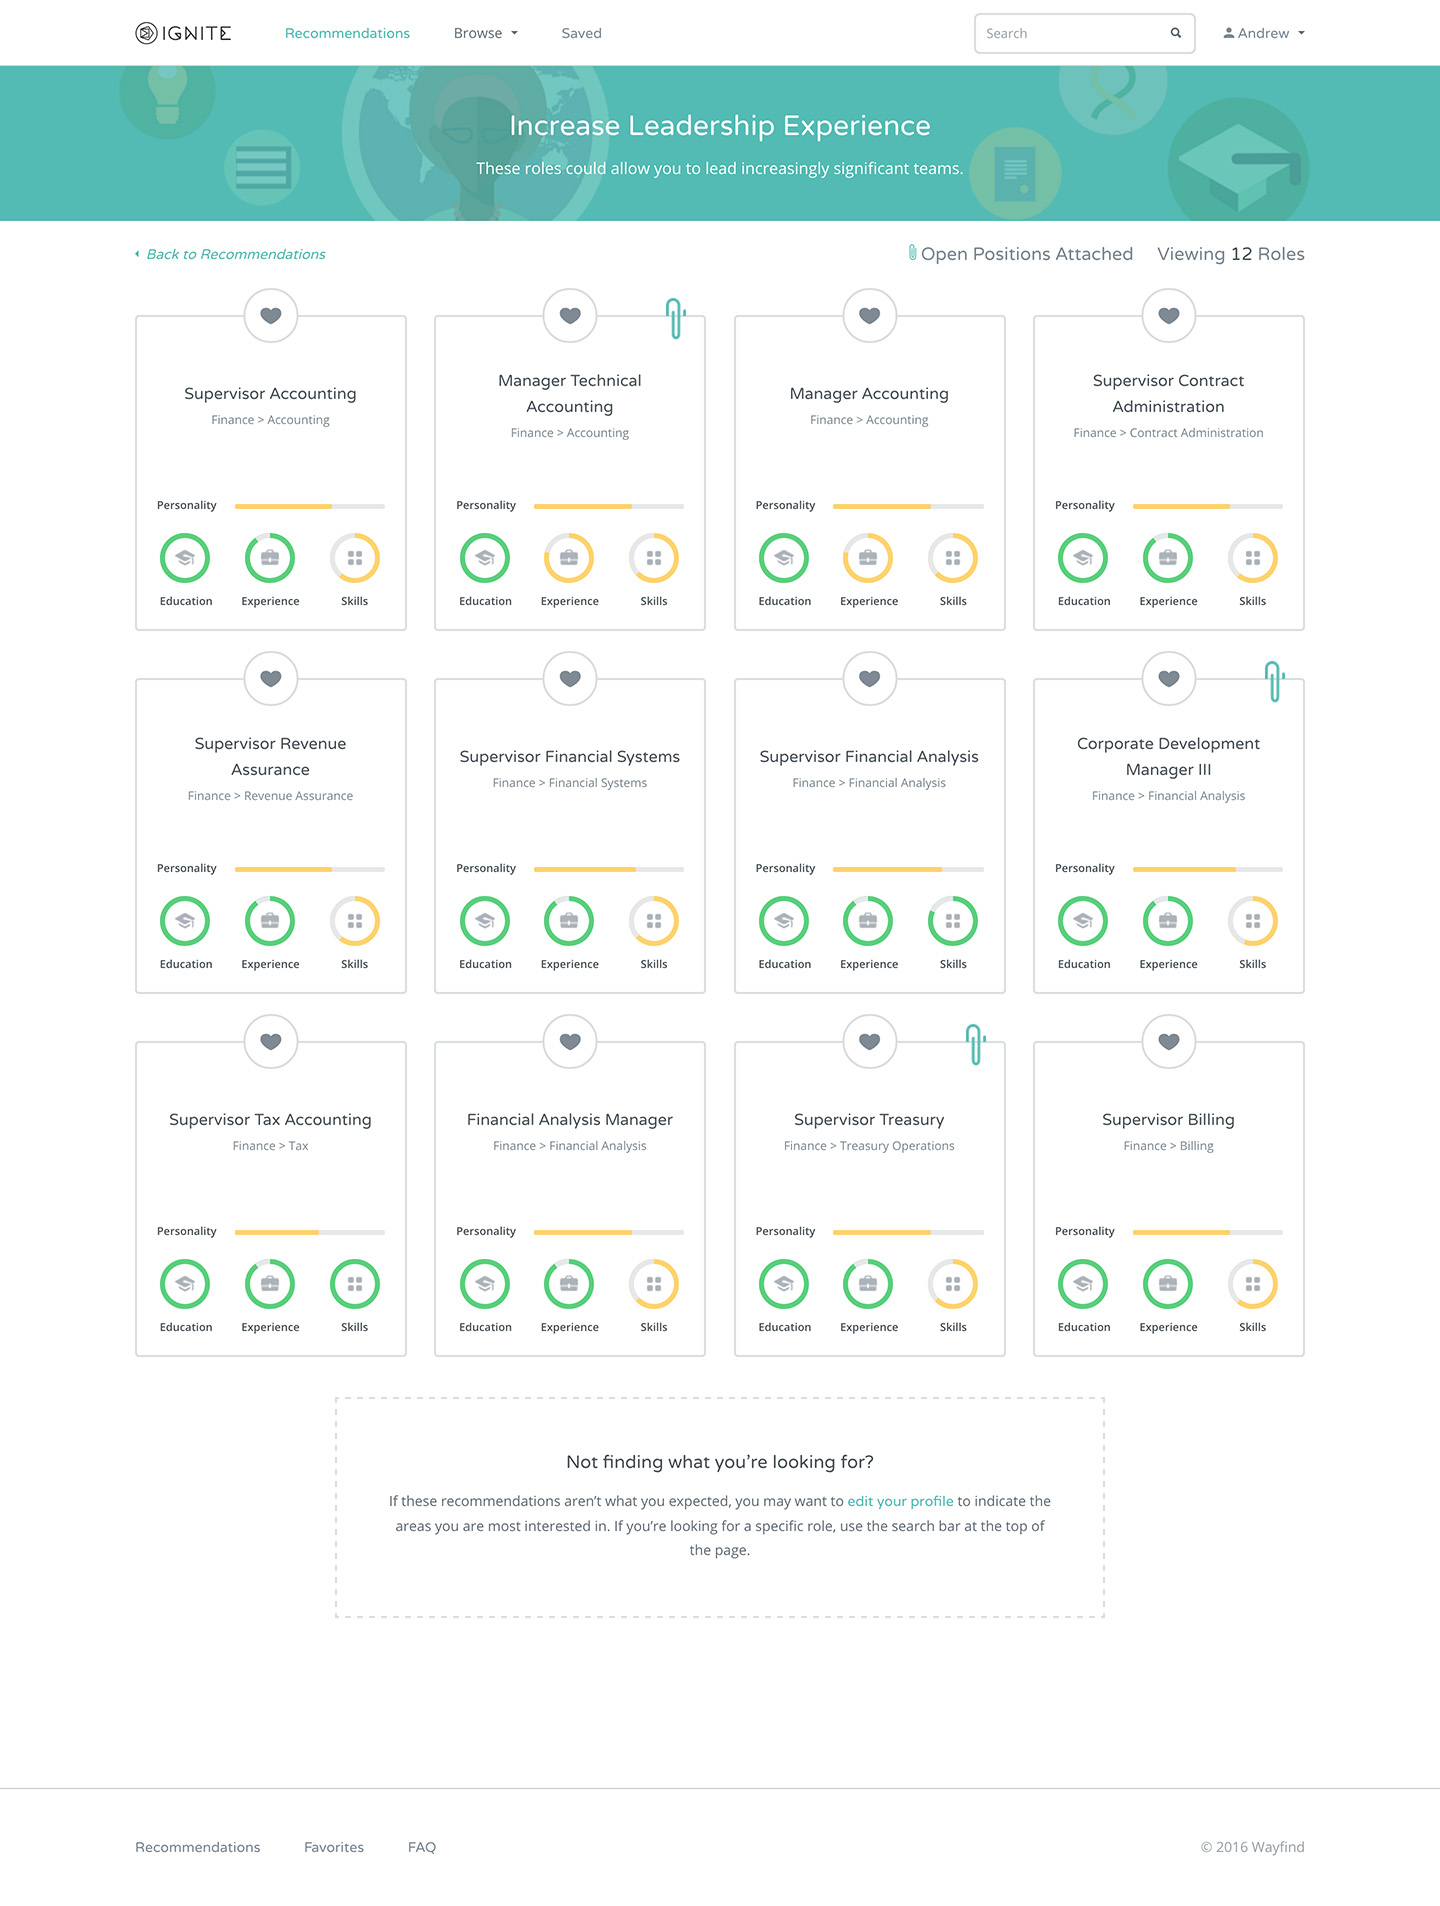 IGNITE
Recommendations
Browse
Saved
Search
Andrew
Increase Leadership Experience
These roles could allow you to lead increasingly significant teams.
Back to Recommendations
Open Positions Attached
Viewing 12 Roles
Supervisor Accounting
Finance > Accounting
Personality
Education
Experience
Skills
Manager Technical
Accounting
Finance > Accounting
Personality
Education
Experience
Skills
Manager Accounting
Finance > Accounting
Personality
Education
Experience
Skills
Supervisor Contract
Administration
Finance > Contract Administration
Personality
Education
Experience
Skills
Supervisor Revenue
Assurance
Finance > Revenue Assurance
Personality
Education
Experience
Skills
Supervisor Financial Systems
Finance > Financial Systems
Personality
Education
Experience
Skills
Supervisor Financial Analysis
Finance > Financial Analysis
Personality
Education
Experience
Skills
Corporate Development
Manager III
Finance > Financial Analysis
Personality
Education
Experience
Skills
Supervisor Tax Accounting
Finance > Tax
Personality
Education
Experience
Skills
Financial Analysis Manager
Finance > Financial Analysis
Personality
Education
Experience
Skills
Supervisor Treasury
Finance > Treasury Operations
Personality
Education
Experience
Skills
Supervisor Billing
Finance > Billing
Personality
Education
Experience
Skills
Not finding what you’re looking for?
If these recommendations aren’t what you expected, you may want to edit your profile to indicate the
areas you are most interested in. If you’re looking for a specific role, use the search bar at the top of
the page.
Recommendations
Favorites
FAQ
© 2016 Wayfind